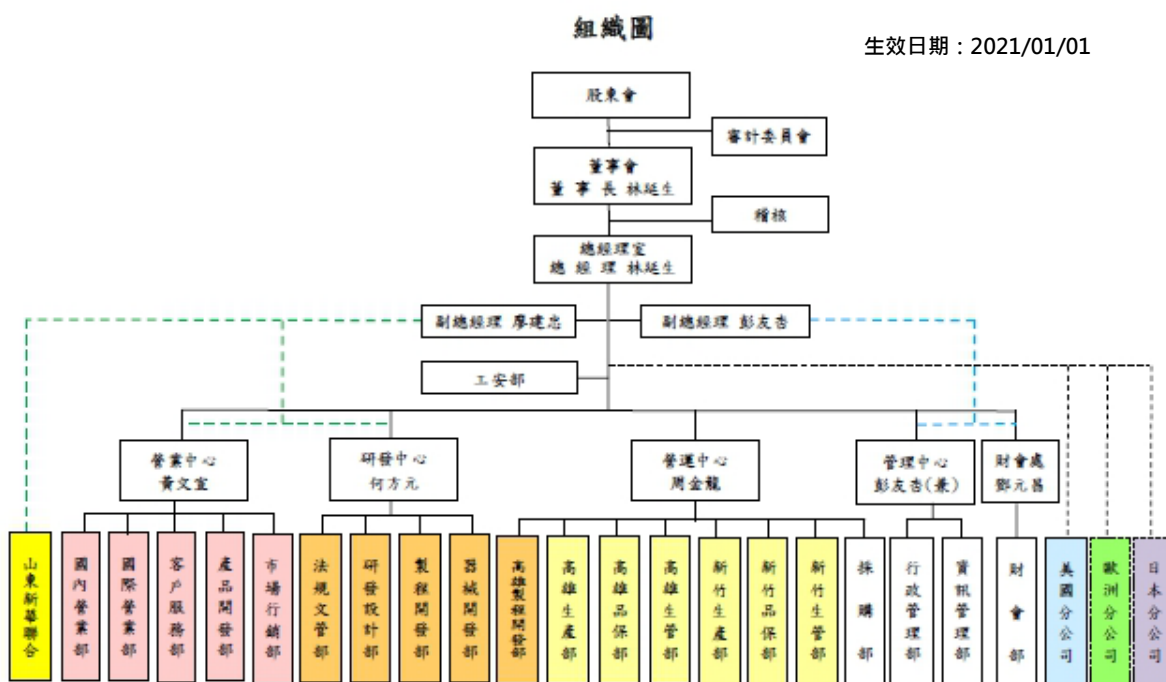 組織圖
生效日期：2021/01/01
股東會
審計委員會
董事會
董 事 長 林延生
稽核
總經理室
總 經 理 林延生
副總經理 廖建忠
副總經理 彭友杏
工安部
營業中心
黃文宣
研發中心
何方元
營運中心
周金龍
管理中心
彭友杏(兼)
財會處
鄧元昌
山東新華聯合
國內營業部
國際營業部
客戶服務部
產品開發部
市場行銷部
法規文管部
研發設計部
製程開發部
器械開發部
高雄製程開發部
高雄生產部
高雄品保部
高雄生管部
新竹生產部
新竹品保部
新竹生管部
採購部
行政管理部
資訊管理部
財會部
美國分公司
歐洲分公司
日本分公司